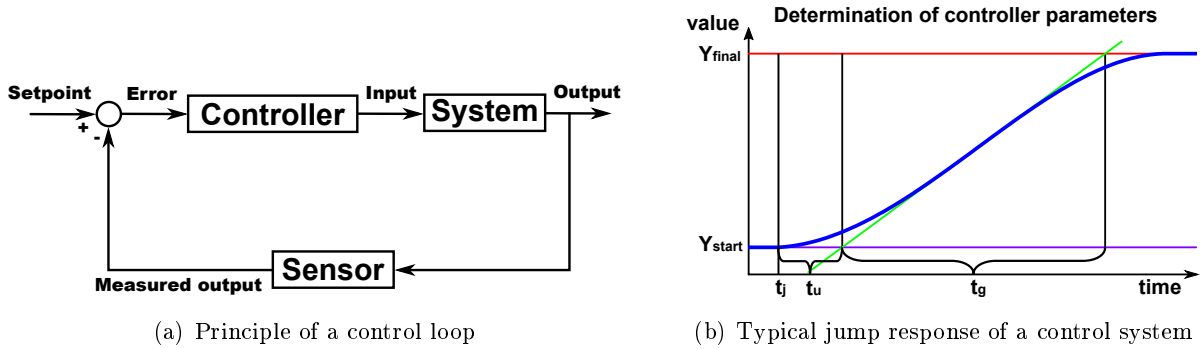 Setpoint
+
-
Error
Controller
Input
System
Output
Sensor
Measured output
(a) Principle of a control loop
Determination of controller parameters
value
Yfinal
Ystart
tj
tu
tg
time
(b) Typical jump response of a control system